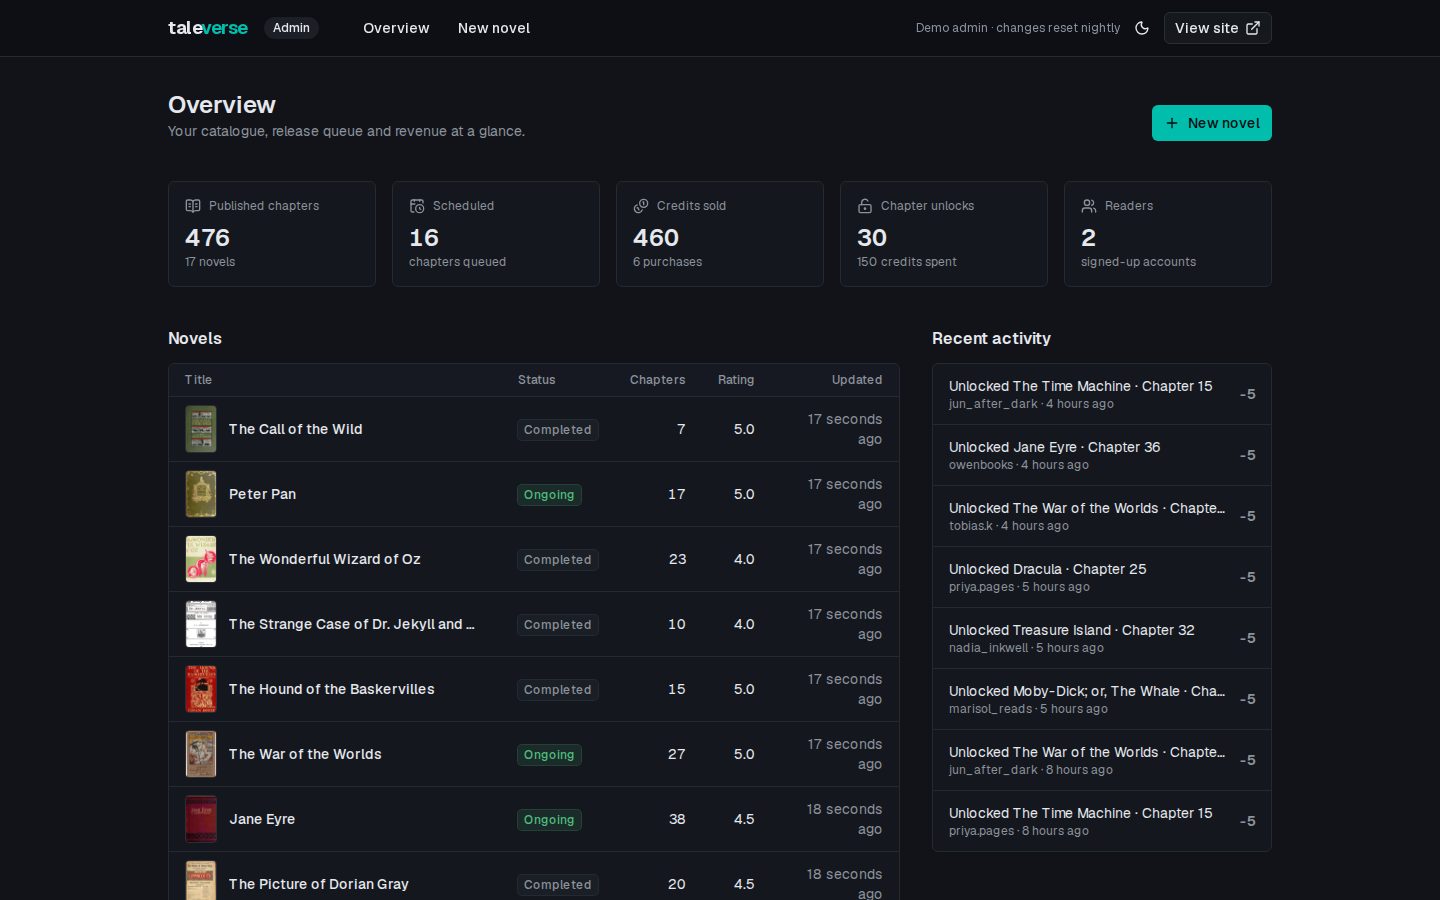 taleverse Admin Overview New novel Demo admin · changes reset nightly View site
Overview
Your catalogue, release queue and revenue at a glance.
New novel
Published chapters
476
17 novels
Scheduled
16
chapters queued
Credits sold
460
6 purchases
Chapter unlocks
30
150 credits spent
Readers
2
signed-up accounts
Novels
Title Status Chapters Rating Updated
The Call of the Wild Completed 7 5.0 17 seconds
ago
Peter Pan Ongoing 17 5.0 17 seconds
ago
The Wonderful Wizard of Oz Completed 23 4.0 17 seconds
ago
The Strange Case of Dr. Jekyll and ... Completed 10 4.0 17 seconds
ago
The Hound of the Baskervilles Completed 15 5.0 17 seconds
ago
The War of the Worlds Ongoing 27 5.0 17 seconds
ago
Jane Eyre Ongoing 38 4.5 18 seconds
ago
The Picture of Dorian Gray Completed 20 4.5 18 seconds
ago
Recent activity
Unlocked The Time Machine · Chapter 15 -5
jun_after_dark · 4 hours ago
Unlocked Jane Eyre · Chapter 36 -5
owenbooks · 4 hours ago
Unlocked The War of the Worlds · Chapte... -5
tobias.k · 4 hours ago
Unlocked Dracula · Chapter 25 -5
priya.pages · 5 hours ago
Unlocked Treasure Island · Chapter 32 -5
nadia_inkwell · 5 hours ago
Unlocked Moby-Dick; or, The Whale · Cha... -5
marisol_reads · 5 hours ago
Unlocked The War of the Worlds · Chapte... -5
jun_after_dark · 8 hours ago
Unlocked The Time Machine · Chapter 15 -5
priya.pages · 8 hours ago